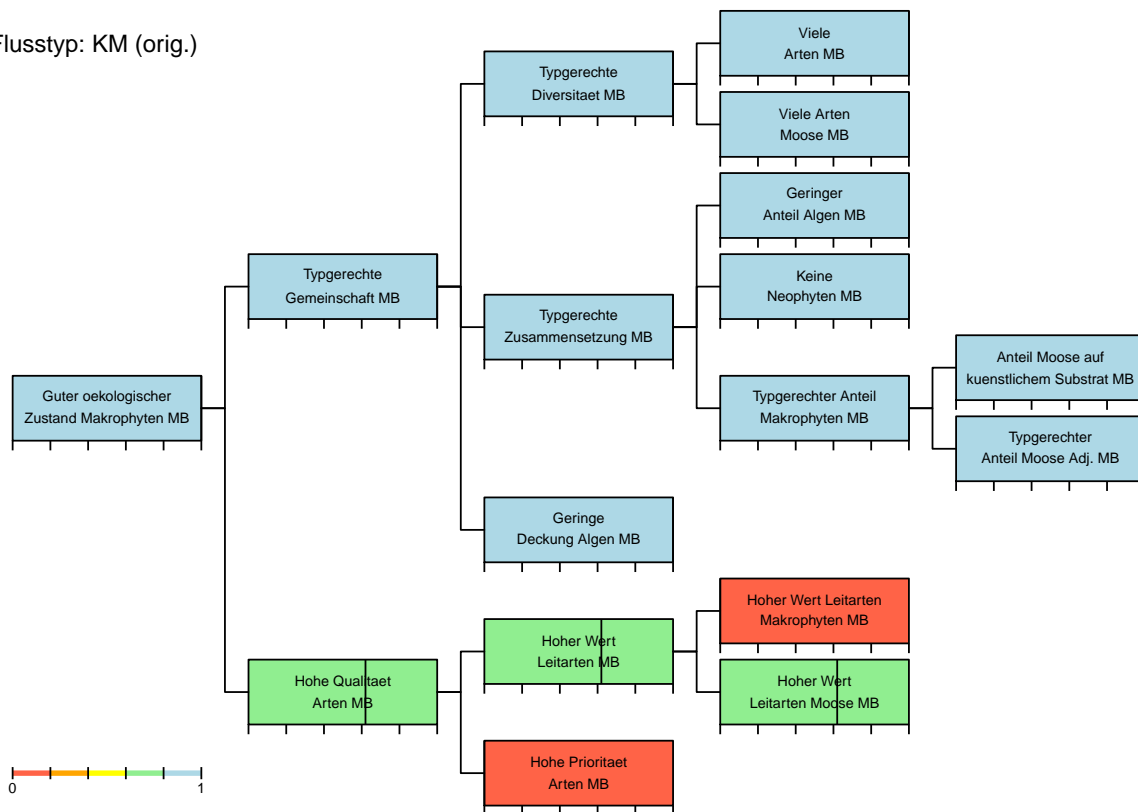 Flusstyp: KM (orig.)
Viele
Arten MB
Typgerechte
Diversitaet MB
Viele Arten
Moose MB
Geringer
Anteil Algen MB
Typgerechte
Gemeinschaft MB
Keine
Neophyten MB
Typgerechte
Zusammensetzung MB
Anteil Moose auf
kuenstlichem Substrat MB
Guter oekologischer
Zustand Makrophyten MB
Typgerechter Anteil
Makrophyten MB
Typgerechter
Anteil Moose Adj. MB
Geringe
Deckung Algen MB
Hoher Wert Leitarten
Makrophyten MB
Hoher Wert
Leitarten MB
Hohe Qualitaet
Arten MB
Hoher Wert
Leitarten Moose MB
Hohe Prioritaet
Arten MB
0 1